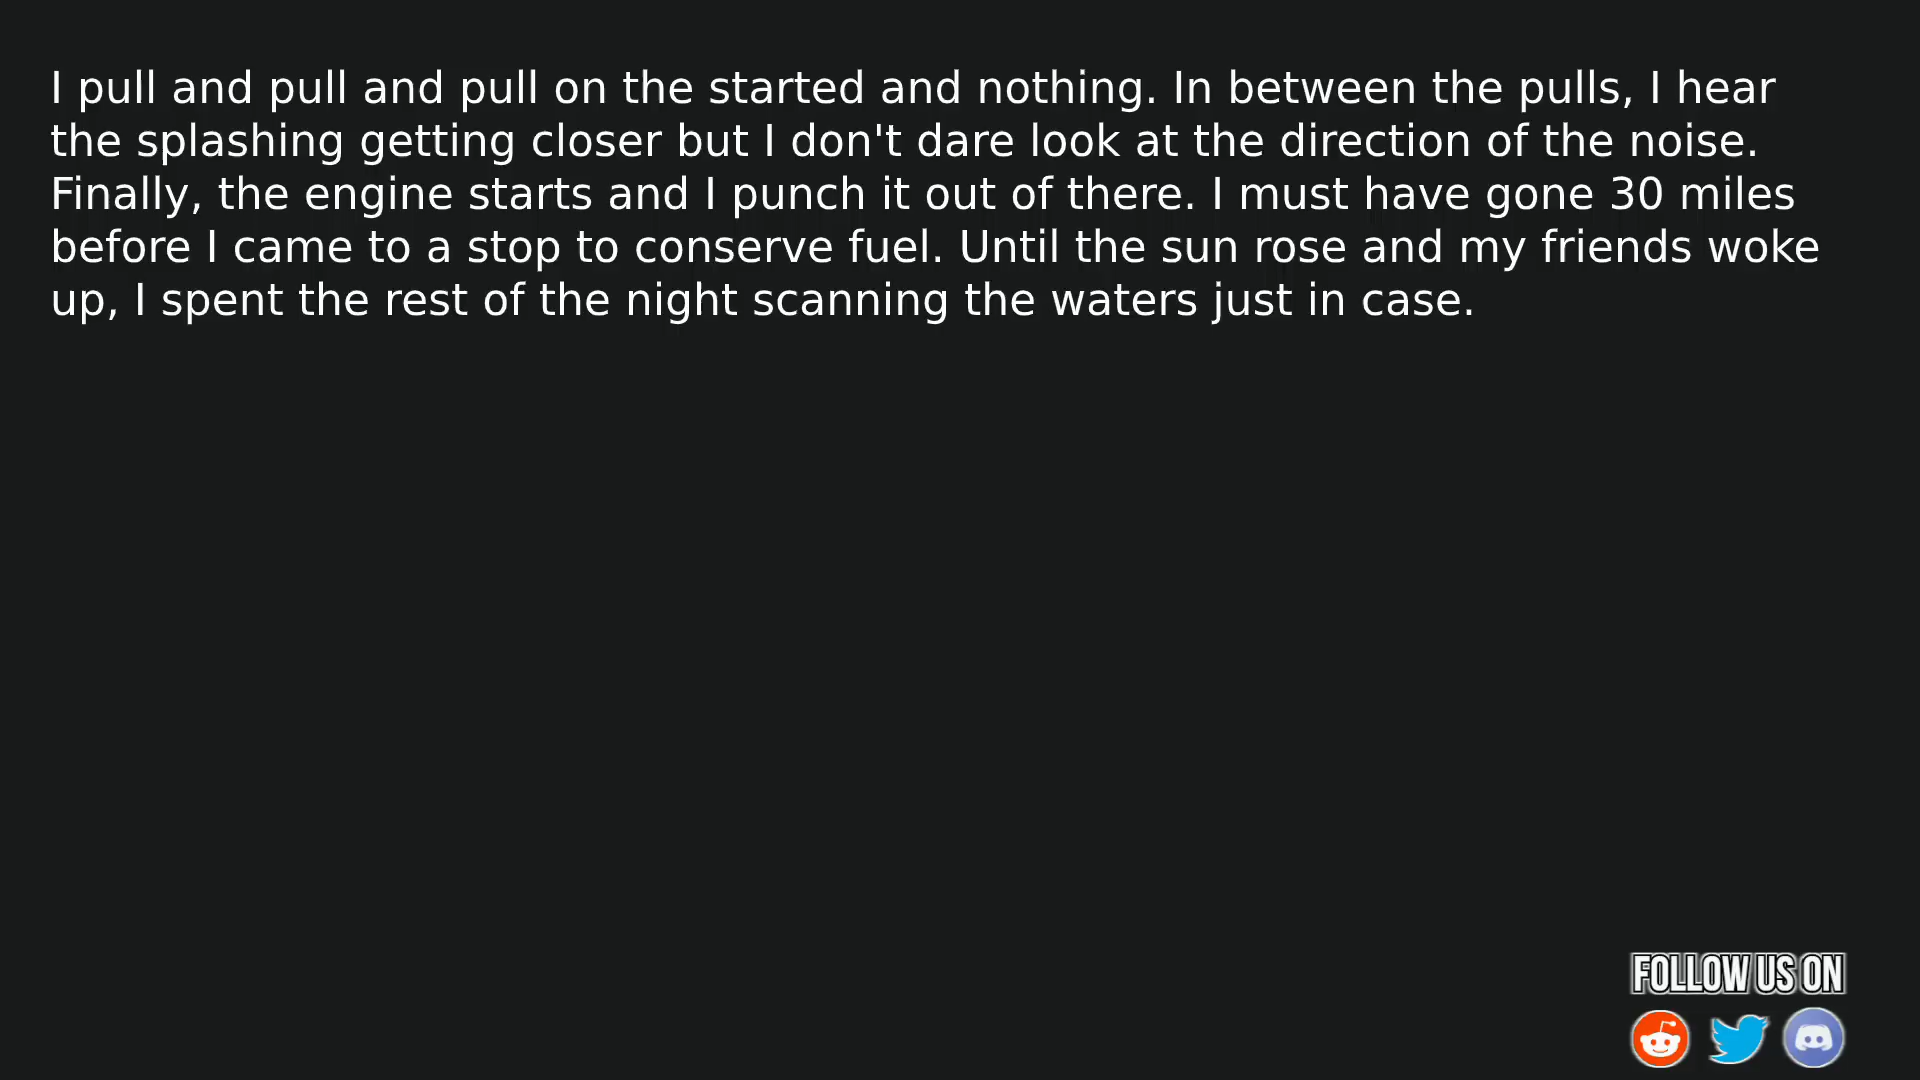 I pull and pull and pull on the started and nothing. In between the pulls, I hear
the splashing getting closer but I don't dare look at the direction of the noise.
Finally, the engine starts and I punch it out of there. I must have gone 30 miles
before I came to a stop to conserve fuel. Until the sun rose and my friends woke
up, I spent the rest of the night scanning the waters just in case.
FOLLOW US ON